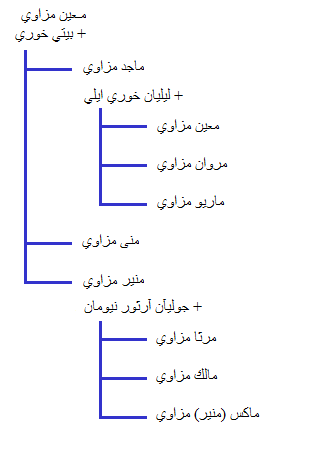 معين مزاوي
+ بيتي خوري
ماجد مزاوي
+ ليليان خوري ايلي
معين مزاوي
مروان مزاوي
ماريو مزاوي
منى مزاوي
منير مزاوي
+ جوليان آرثور نيومان
مرثا مزاوي
مالك مزاوي
ماكس (منير) مزاوي